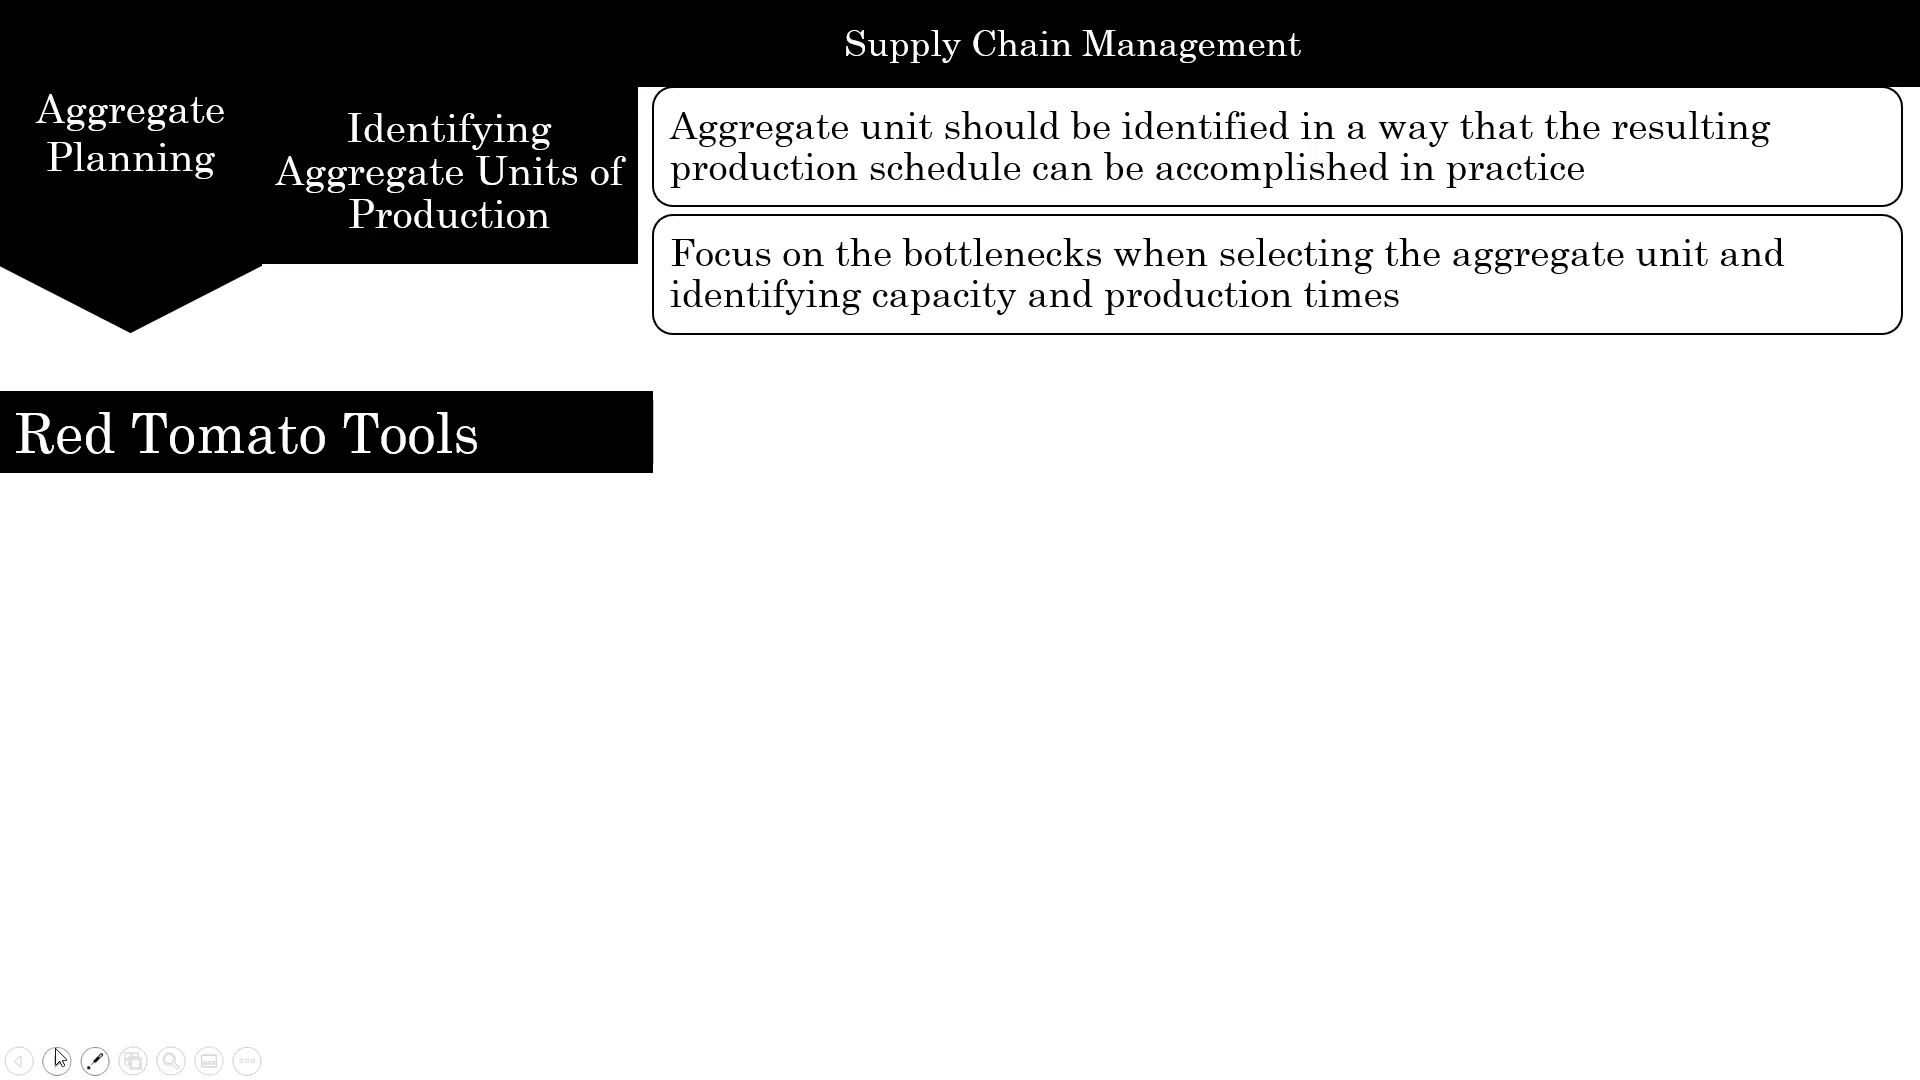 Supply Chain Management
Aggregate
Planning
Identifying
Aggregate Units of
Production
Aggregate unit should be identified in a way that the resulting
production schedule can be accomplished in practice
Focus on the bottlenecks when selecting the aggregate unit and
identifying capacity and production times
Red Tomato Tools